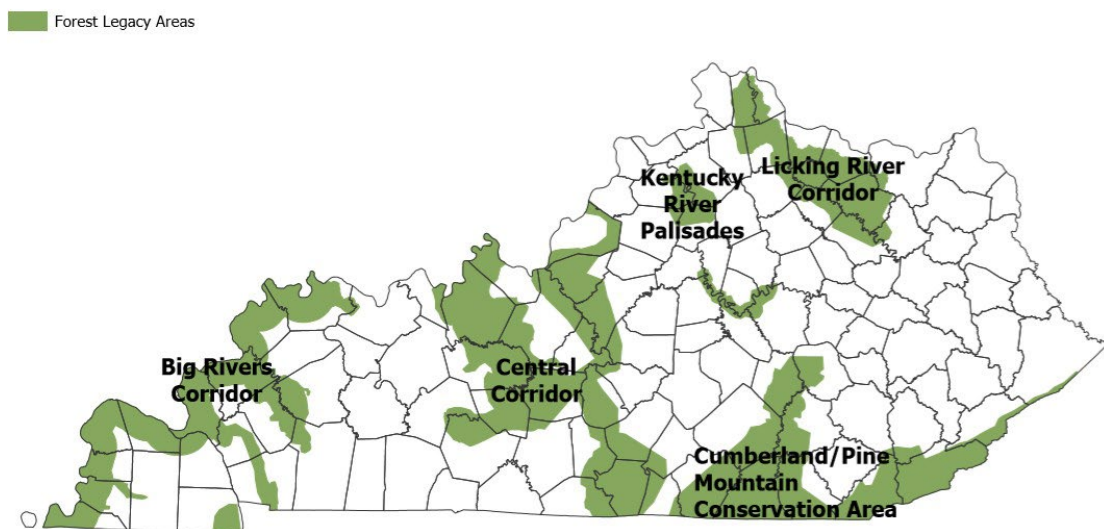 Forest Legacy Areas
Licking River
Corridor
Kentucky
River
Palisades
Big Rivers
Corridor
Central
Corridor
Cumberland/Pine
Mountain
Conservation Area